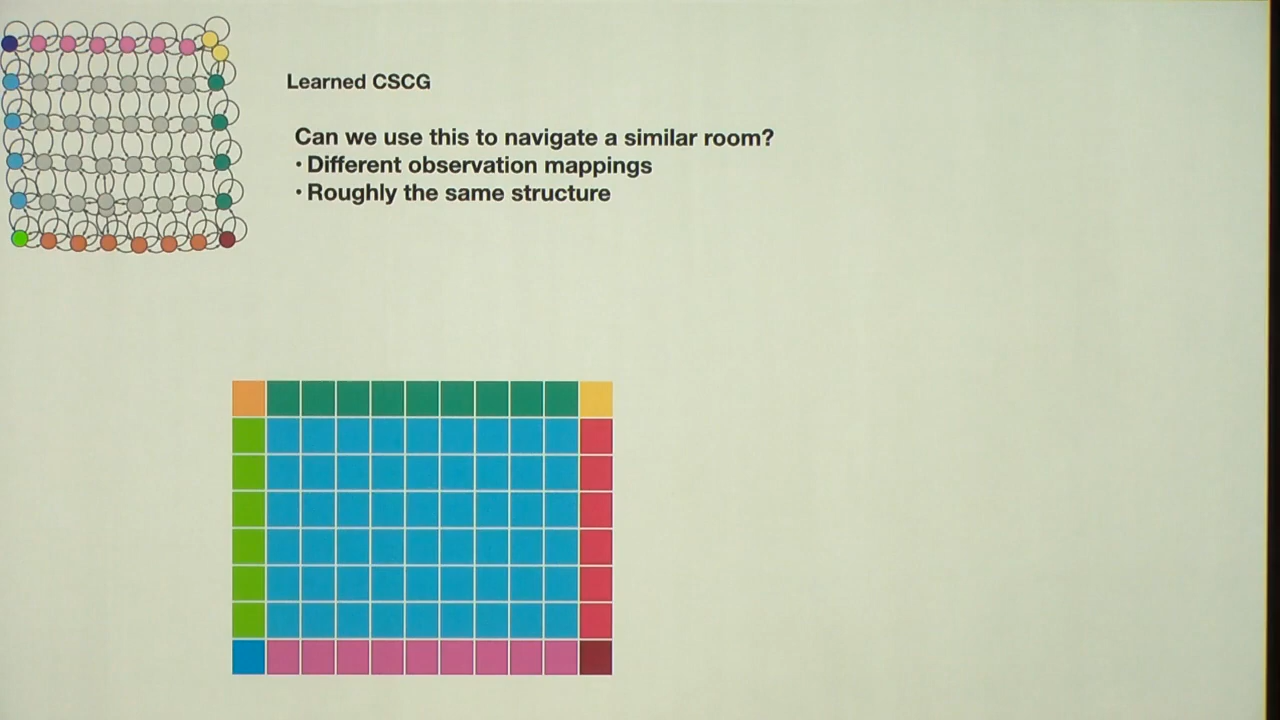 Learned CSCG
Can we use this to navigate a similar room?
• Different observation mappings
• Roughly the same structure